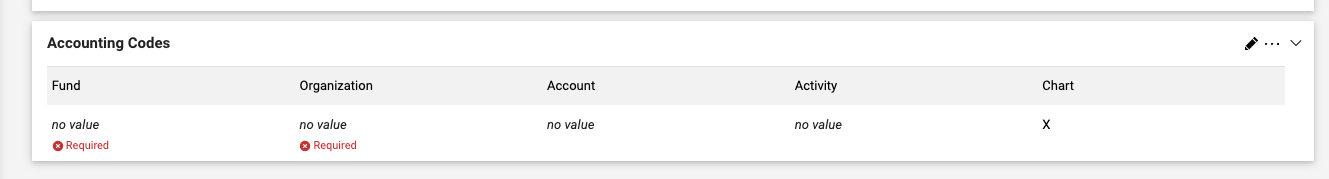 Accounting Codes
Fund Organization Account Activity Chart
no value no value no value no value X
Required Required